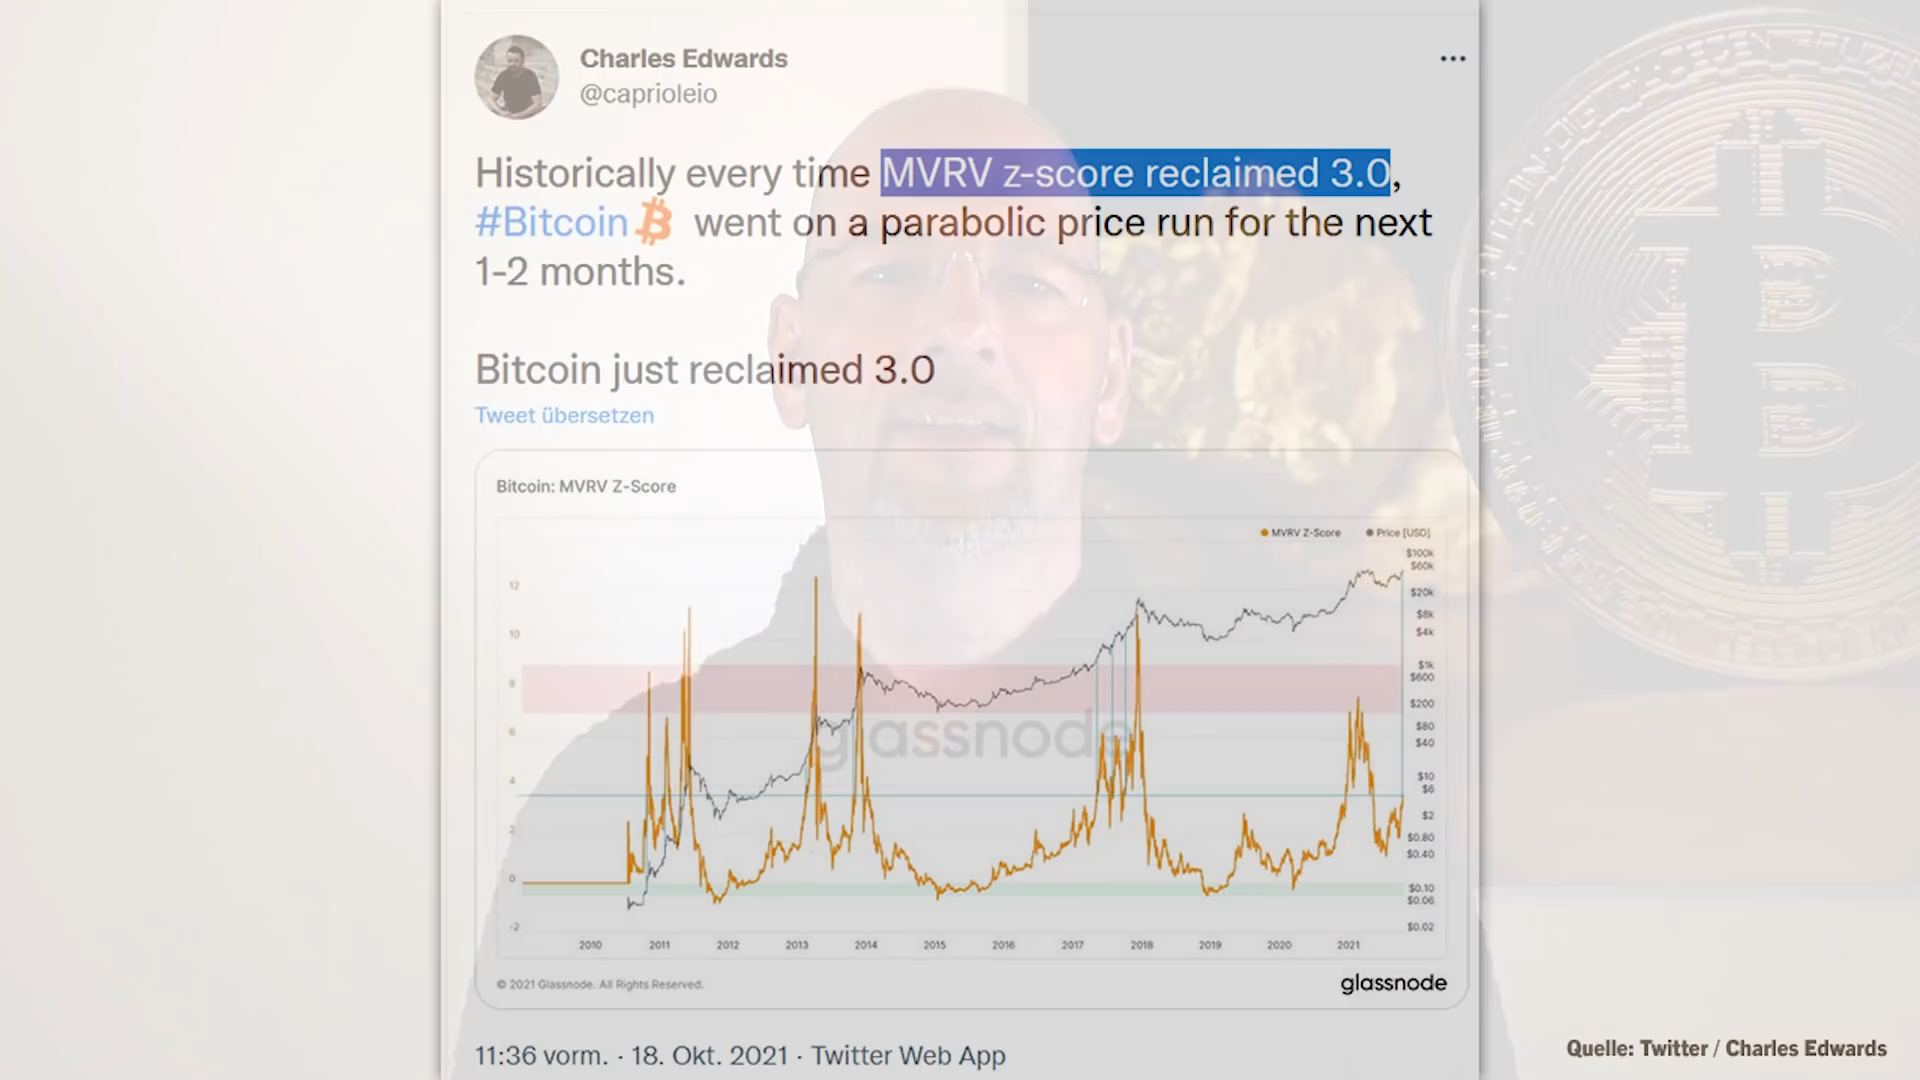 Charles Edwards
@caprioleio
Historically every time MVRV z-score reclaimed 3.0,
#Bitcoin went on a parabolic price run for the next
1-2 months.
Bitcoin just reclaimed 3.0
Tweet übersetzen
Bitcoin: MVRV Z-Score
MVRV Z-Score Price [USD]
12
10
8
6
4
2
0
-2
$100k
$60k
$20k
$8k
$4k
$1k
$600
$200
$80
$40
$10
$6
$2
$0.80
$0.40
$0.10
$0.06
$0.02
glassnode
2010 2011 2012 2013 2014 2015 2016 2017 2018 2019 2020 2021
© 2021 Glassnode. All Rights Reserved.
glassnode
11:36 vorm. · 18. Okt. 2021 · Twitter Web App
Quelle: Twitter / Charles Edwards